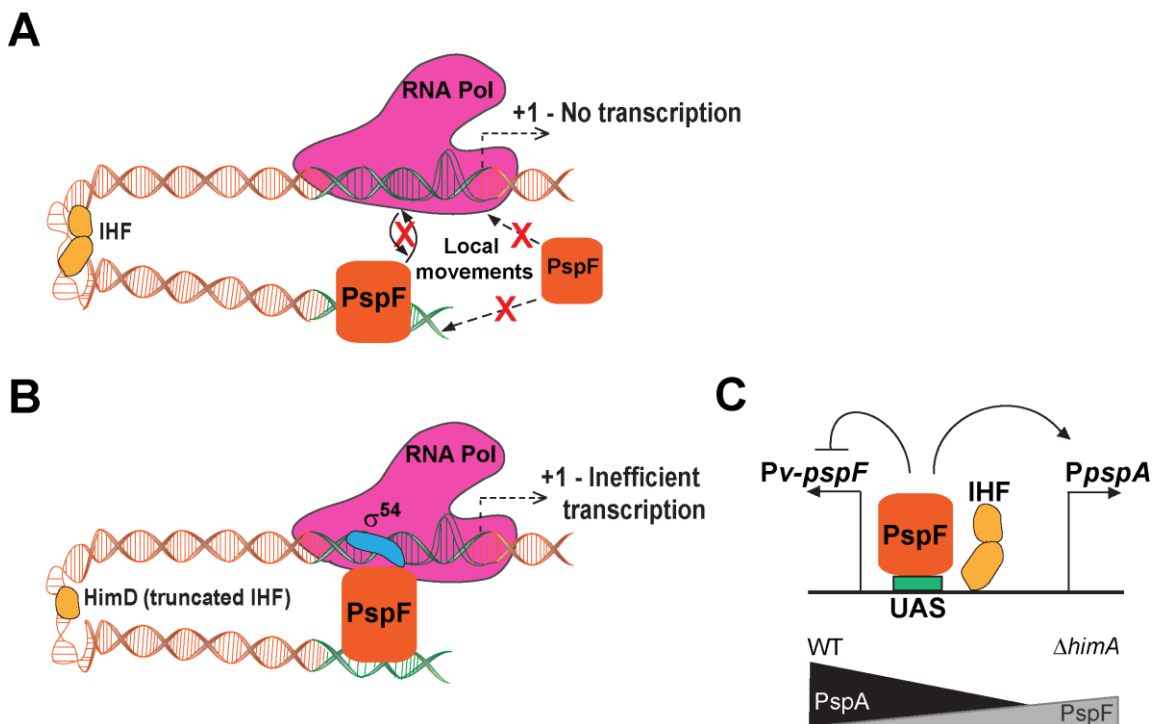 A
RNA Pol
+1 - No transcription
IHF
X
X
Local
movements
PspF
PspF
X
B
RNA Pol
+1 - Inefficient
transcription
σ54
HimD (truncated IHF)
PspF
C
Pv-pspF
PpspA
IHF
PspF
UAS
WT
ΔhimA
PspA
PspF